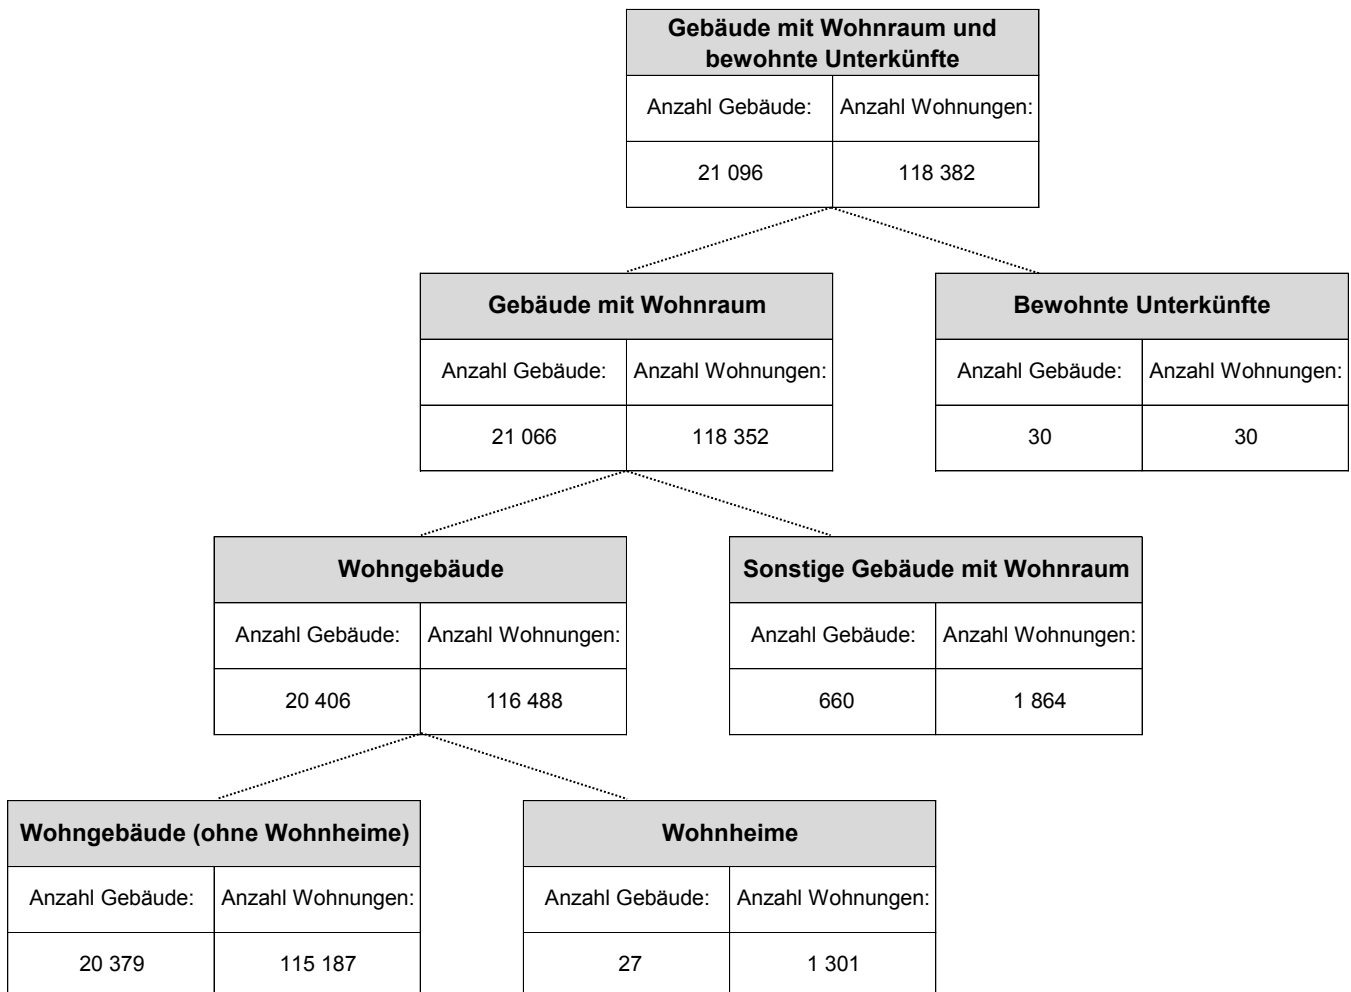 Gebäude mit Wohnraum und
bewohnte Unterkünfte
Anzahl Gebäude: Anzahl Wohnungen:
21 096 118 382
Gebäude mit Wohnraum
Anzahl Gebäude: Anzahl Wohnungen:
21 066 118 352
Bewohnte Unterkünfte
Anzahl Gebäude: Anzahl Wohnungen:
30 30
Wohngebäude
Anzahl Gebäude: Anzahl Wohnungen:
20 406 116 488
Sonstige Gebäude mit Wohnraum
Anzahl Gebäude: Anzahl Wohnungen:
660 1 864
Wohngebäude (ohne Wohnheime)
Anzahl Gebäude: Anzahl Wohnungen:
20 379 115 187
Wohnheime
Anzahl Gebäude: Anzahl Wohnungen:
27 1 301